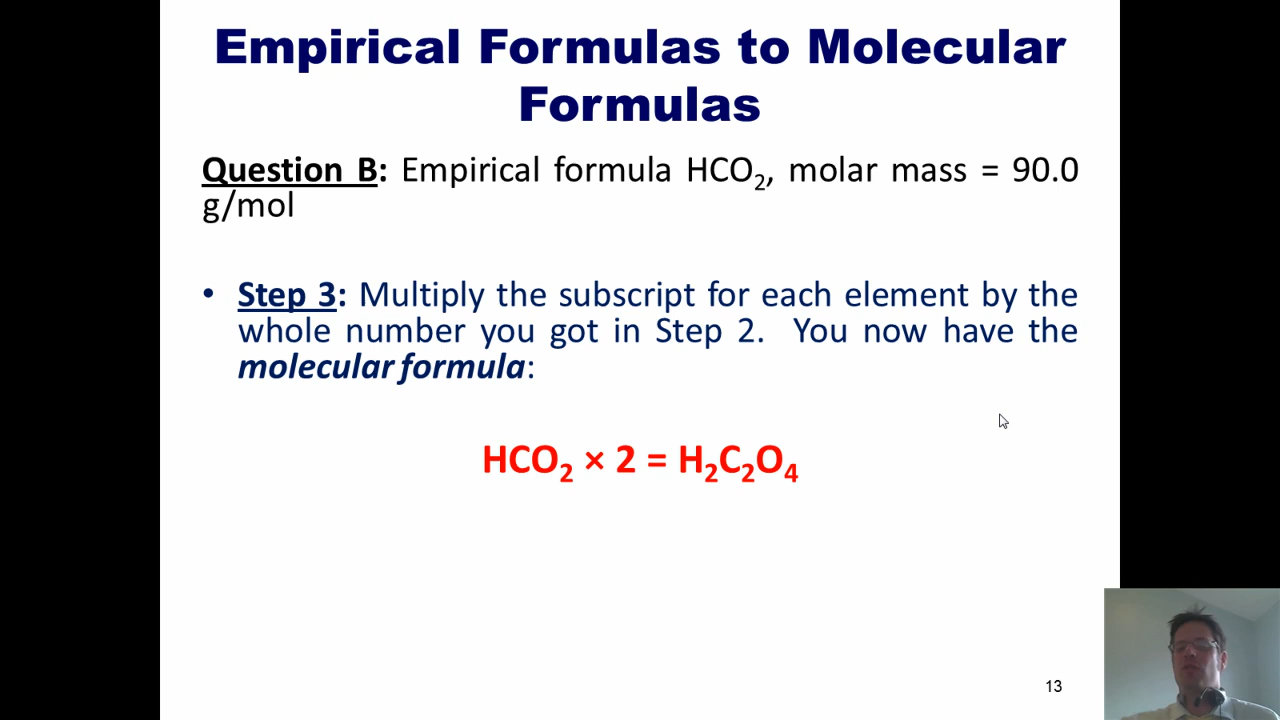 Empirical Formulas to Molecular
Formulas
Question B: Empirical formula HCO₂, molar mass = 90.0
g/mol
• Step 3: Multiply the subscript for each element by the
whole number you got in Step 2. You now have the
molecular formula:
HCO₂ × 2 = H₂C₂O₄
13